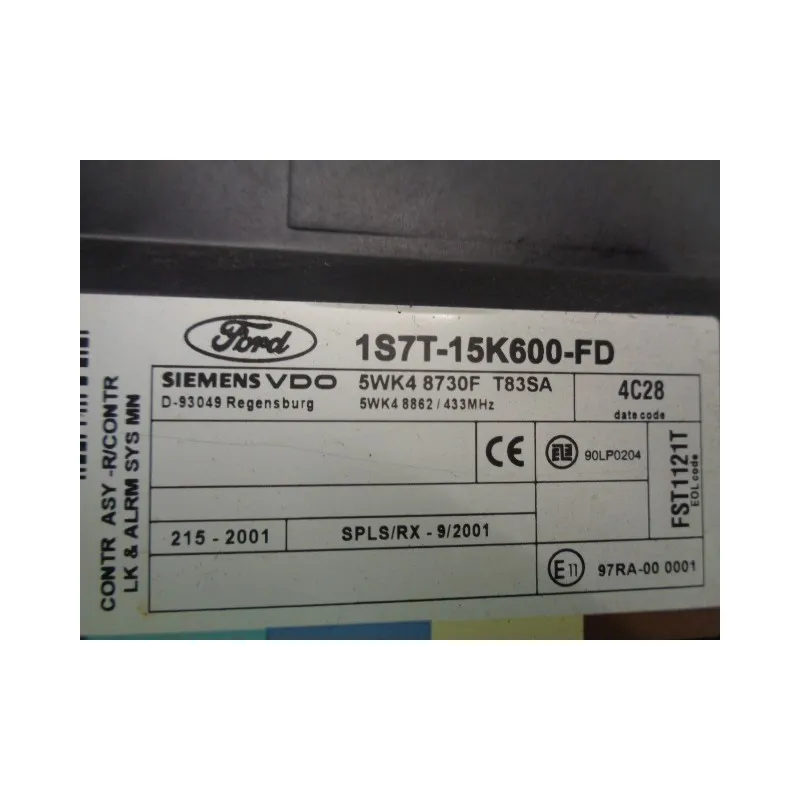 Ford
1S7T-15K600-FD
SIEMENS VDO
D-93049 Regensburg
5WK4 8730F T83SA
5WK4 8862 / 433MHz
4C28
date code
CE
90LP0204
FST1121T
EOL code
215 - 2001
SPLS/RX - 9/2001
E11
97RA-00 0001
CONTR ASY -R/CONTR
LK & ALRM SYS MN